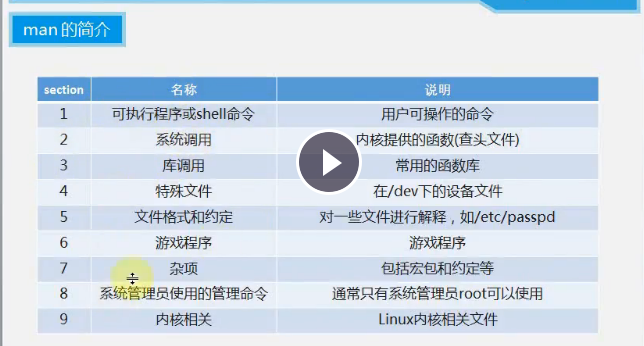 man 的简介
section 名称 说明
1 可执行程序或shell命令 用户可操作的命令
2 系统调用 内核提供的函数(查头文件)
3 库调用 常用的函数库
4 特殊文件 在/dev下的设备文件
5 文件格式和约定 对一些文件进行解释，如/etc/passpd
6 游戏程序 游戏程序
7 杂项 包括宏包和约定等
8 系统管理员使用的管理命令 通常只有系统管理员root可以使用
9 内核相关 Linux内核相关文件